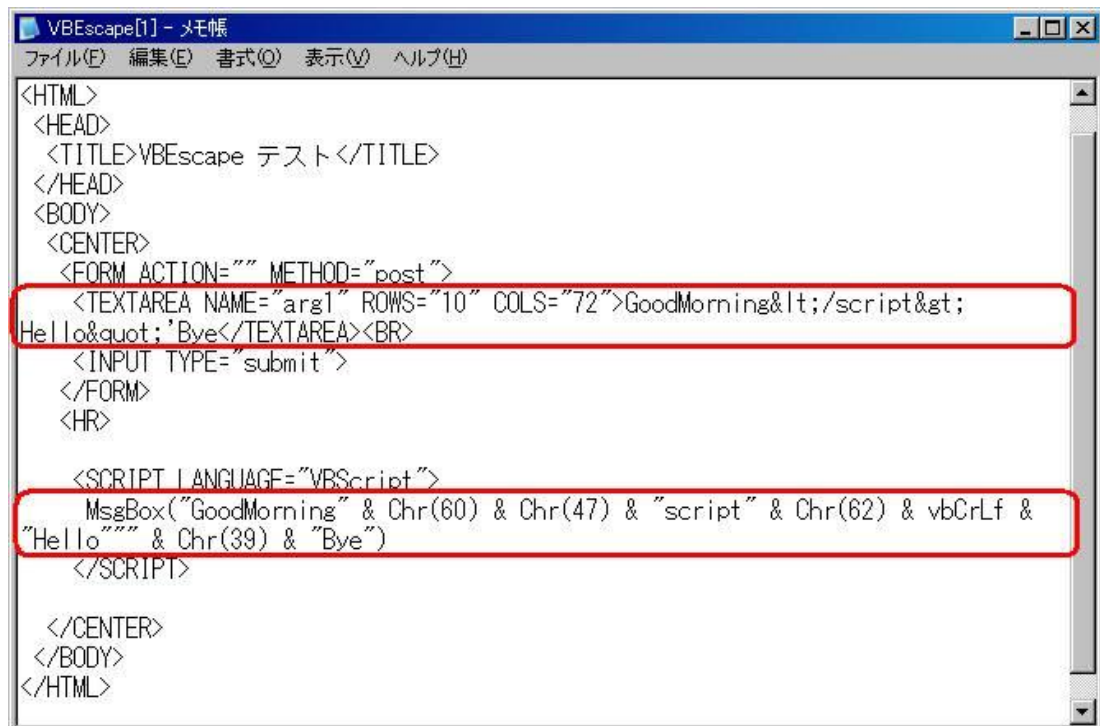 VBEscape[1] - メモ帳
ファイル(F) 編集(E) 書式(O) 表示(V) ヘルプ(H)
<HTML>
 <HEAD>
  <TITLE>VBEscape テスト</TITLE>
 </HEAD>
 <BODY>
  <CENTER>
   <FORM ACTION="" METHOD="post">
    <TEXTAREA NAME="arg1" ROWS="10" COLS="72">GoodMorning&lt;/script&gt;
Hello&quot;'Bye</TEXTAREA><BR>
    <INPUT TYPE="submit">
   </FORM>
   <HR>

    <SCRIPT LANGUAGE="VBScript">
     MsgBox("GoodMorning" & Chr(60) & Chr(47) & "script" & Chr(62) & vbCrLf &
"Hello""" & Chr(39) & "Bye")
    </SCRIPT>

  </CENTER>
 </BODY>
</HTML>